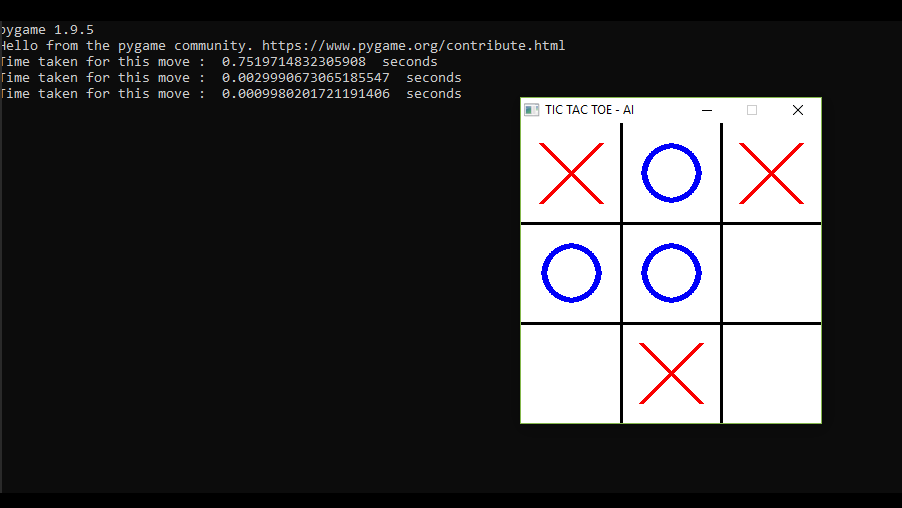 pygame 1.9.5
Hello from the pygame community. https://www.pygame.org/contribute.html
Time taken for this move :  0.7519714832305908  seconds
Time taken for this move :  0.0029990673065185547  seconds
Time taken for this move :  0.0009980201721191406  seconds
TIC TAC TOE - AI